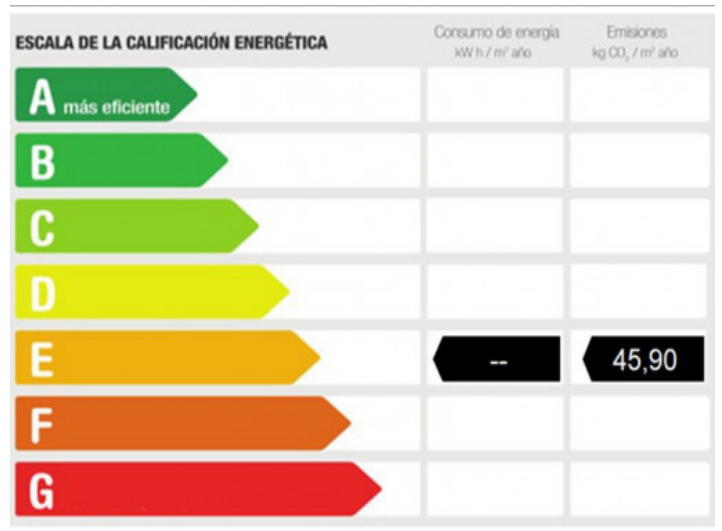 ESCALA DE LA CALIFICACIÓN ENERGÉTICA
Consumo de energía
kW h / m² año
Emisiones
kg CO₂ / m² año
A más eficiente
B
C
D
E
--
45,90
F
G